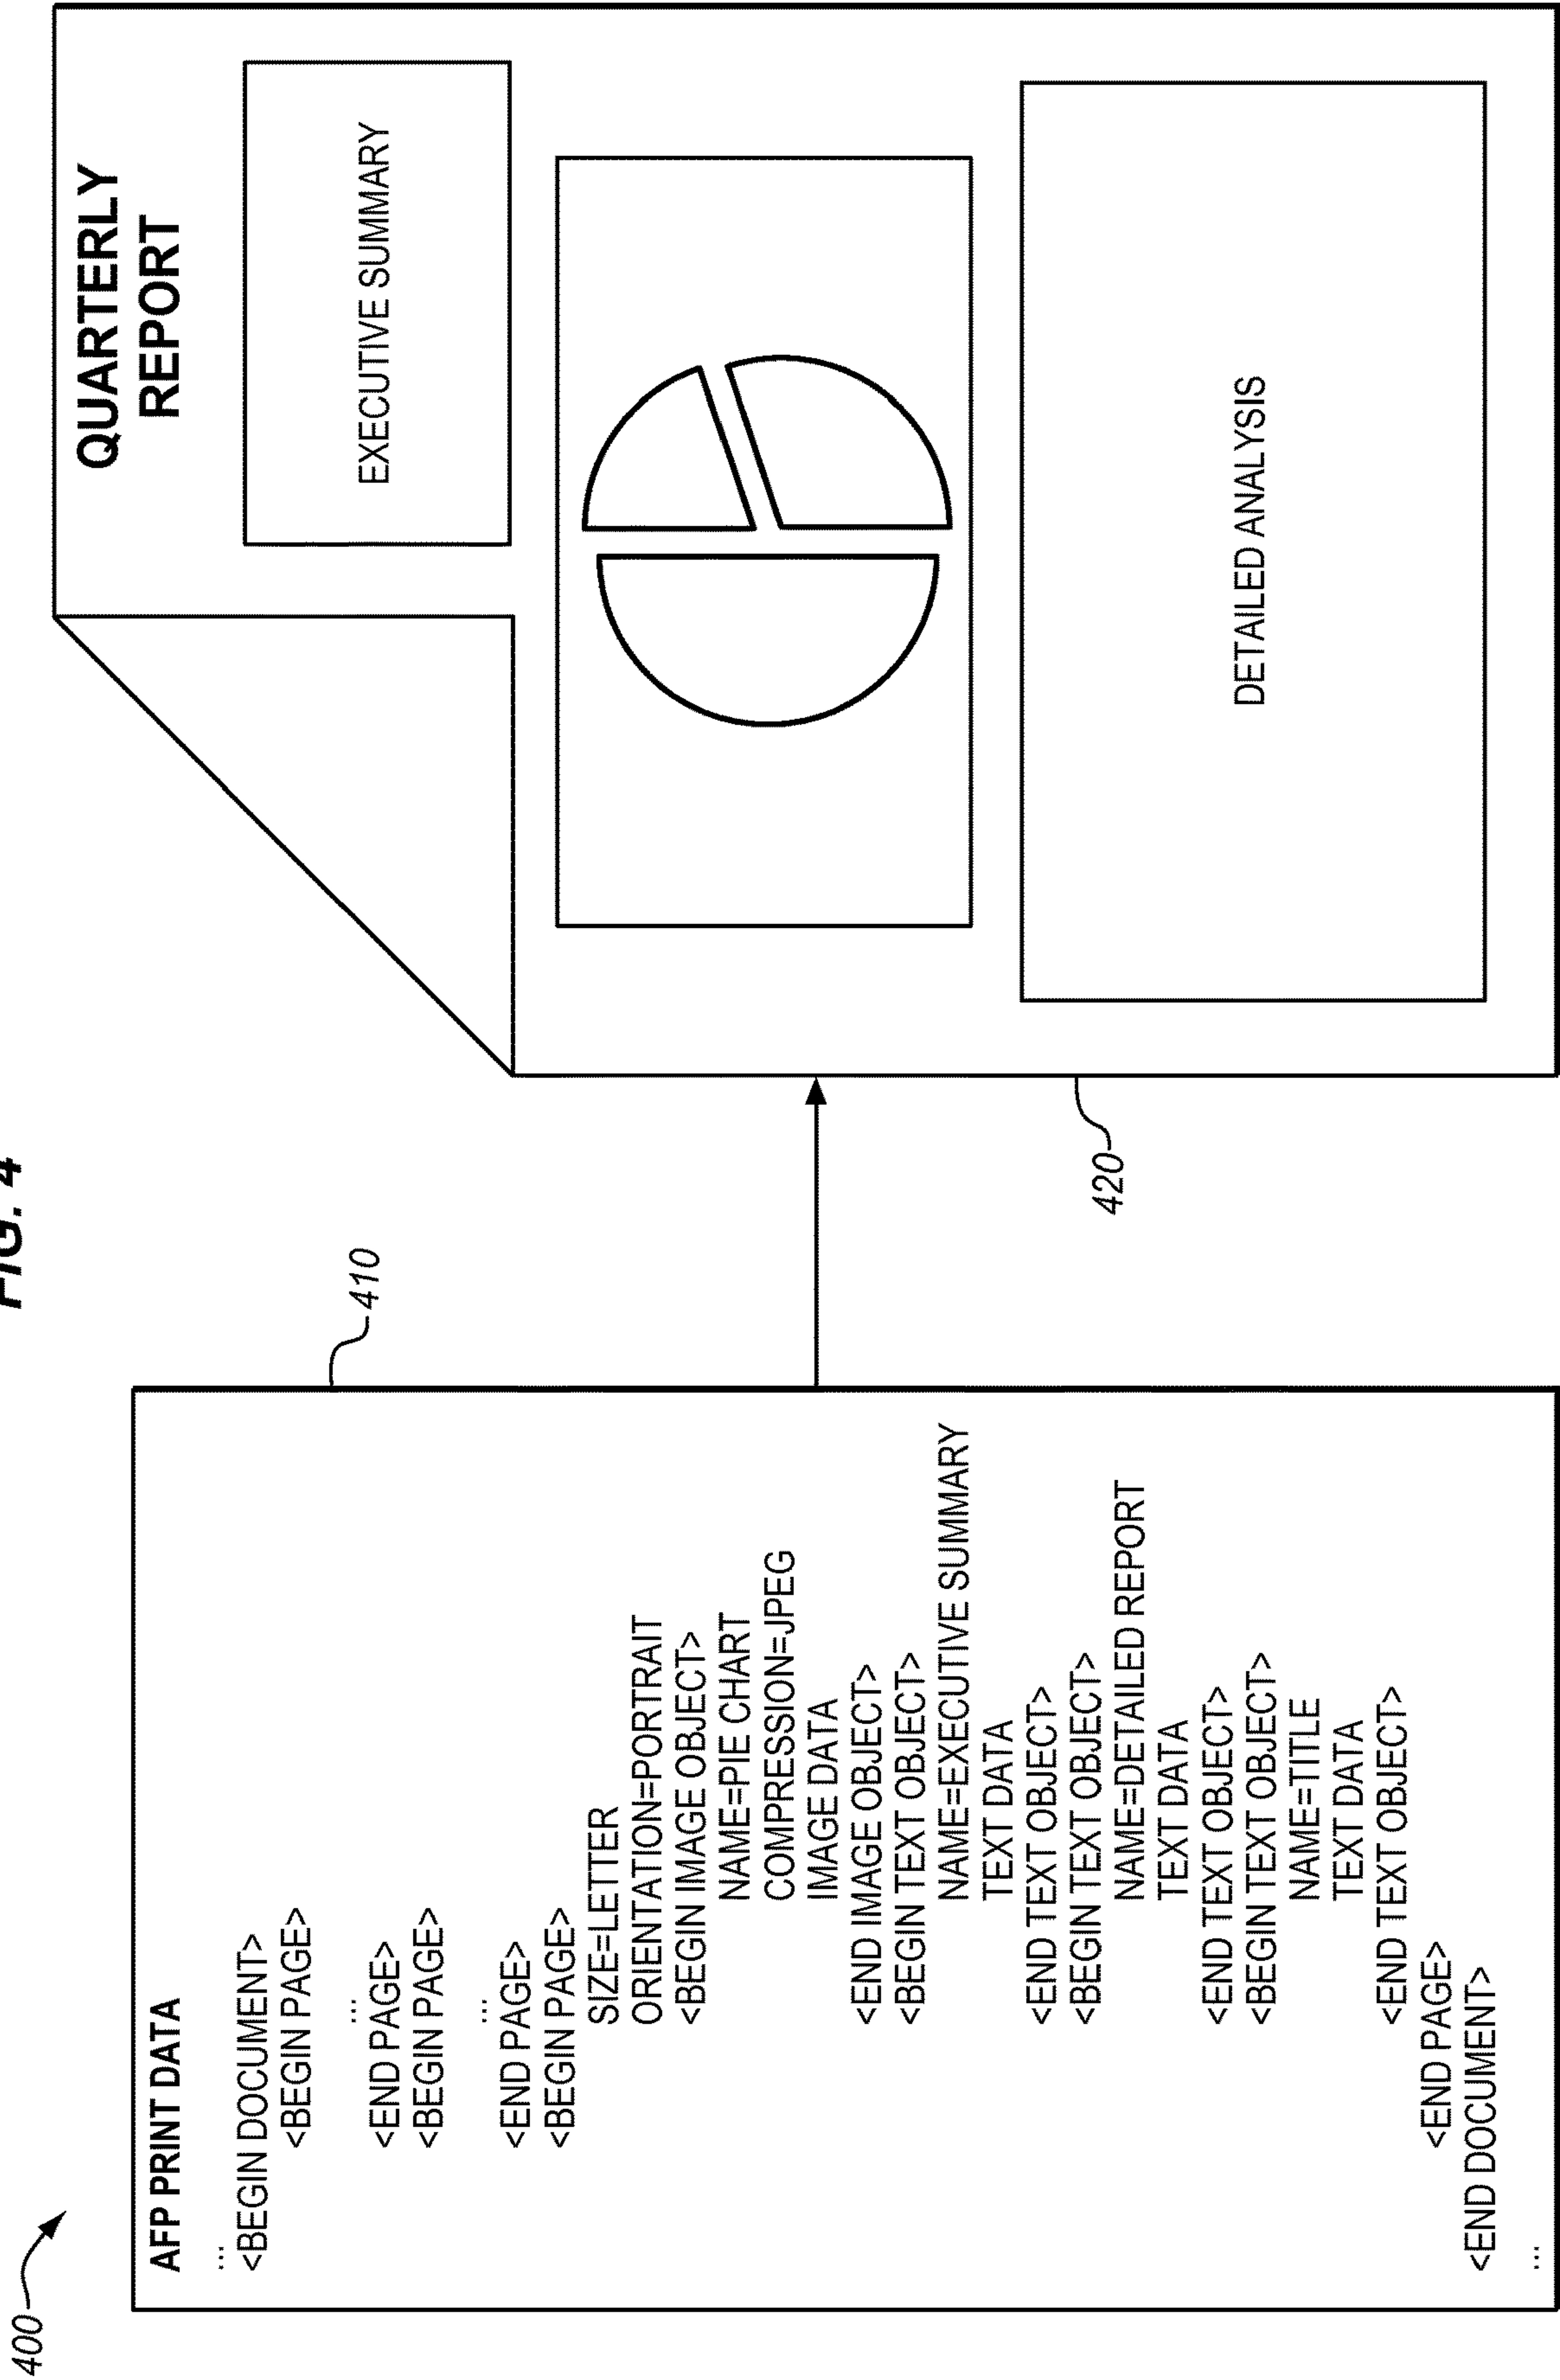 FIG. 4
400
410
AFP PRINT DATA
...
<BEGIN DOCUMENT>
<BEGIN PAGE>
...
<END PAGE>
<BEGIN PAGE>
...
<END PAGE>
<BEGIN PAGE>
SIZE=LETTER
ORIENTATION=PORTRAIT
<BEGIN IMAGE OBJECT>
NAME=PIE CHART
COMPRESSION=JPEG
IMAGE DATA
<END IMAGE OBJECT>
<BEGIN TEXT OBJECT>
NAME=EXECUTIVE SUMMARY
TEXT DATA
<END TEXT OBJECT>
<BEGIN TEXT OBJECT>
NAME=DETAILED REPORT
TEXT DATA
<END TEXT OBJECT>
<BEGIN TEXT OBJECT>
NAME=TITLE
TEXT DATA
<END TEXT OBJECT>
<END PAGE>
<END DOCUMENT>
...
420
QUARTERLY
REPORT
EXECUTIVE SUMMARY
DETAILED ANALYSIS